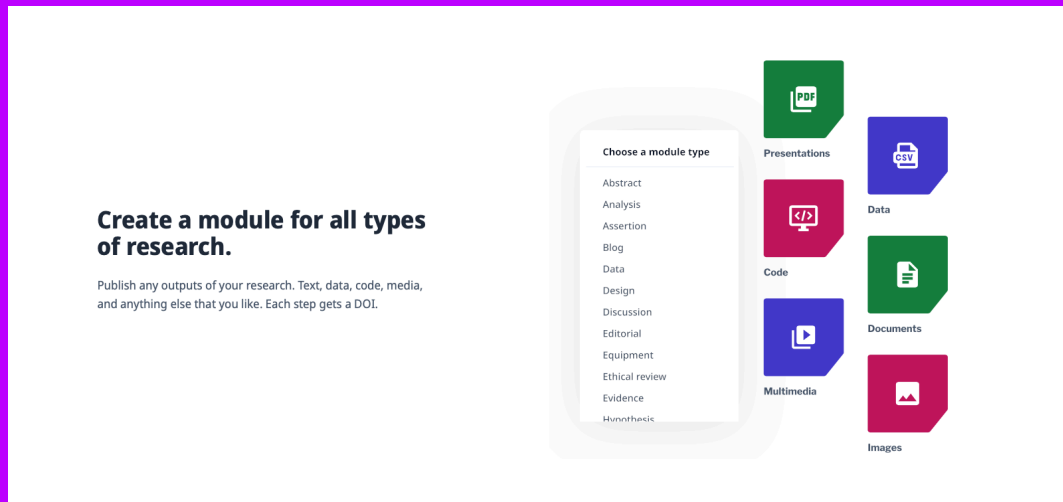 Create a module for all types
of research.
Publish any outputs of your research. Text, data, code, media,
and anything else that you like. Each step gets a DOI.
Choose a module type
Abstract
Analysis
Assertion
Blog
Data
Design
Discussion
Editorial
Equipment
Ethical review
Evidence
Hypothesis
PDF
Presentations
CSV
Data
</>
Code
Documents
Multimedia
Images